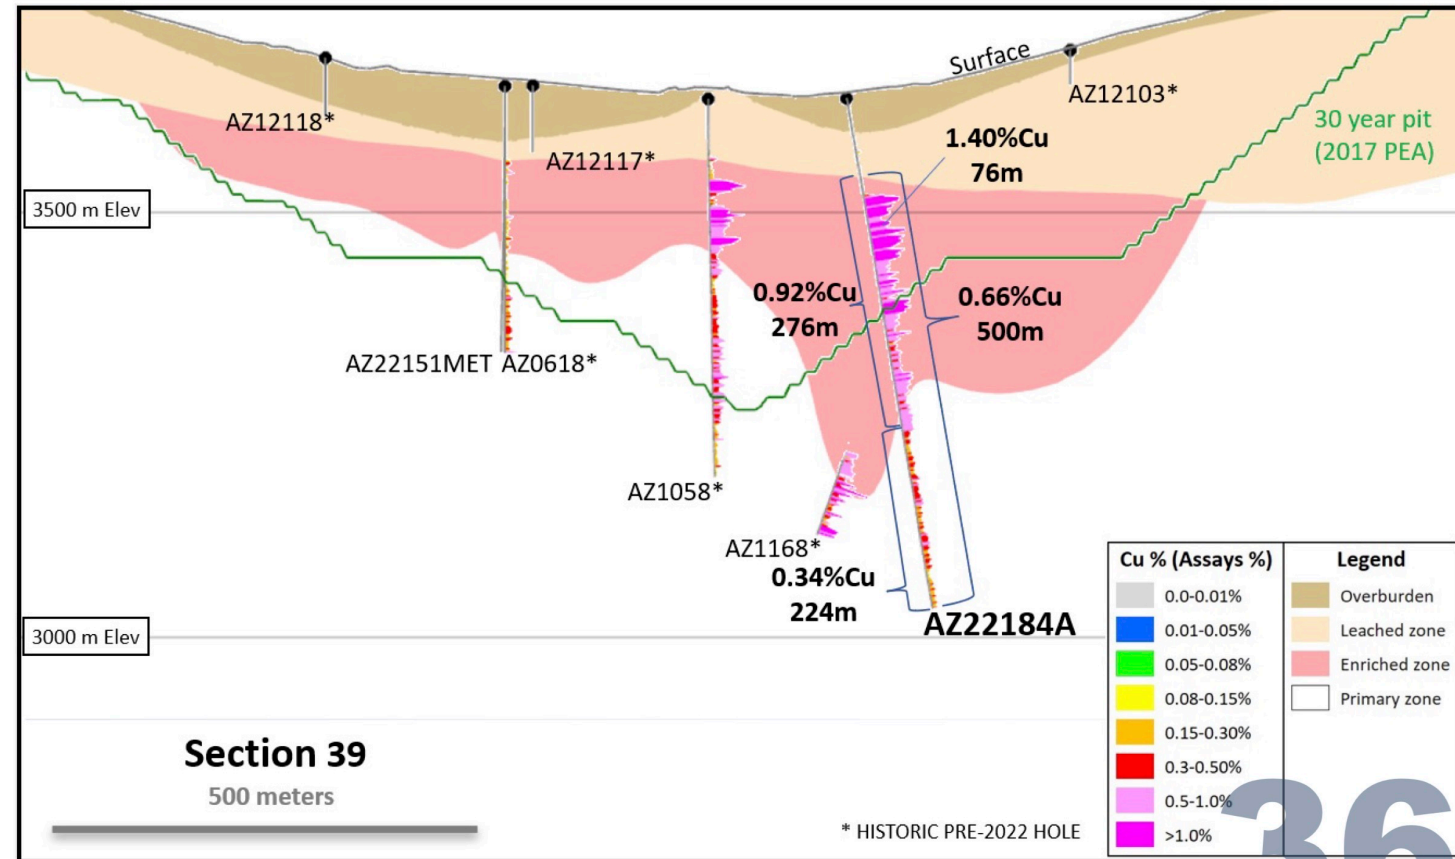 Surface
AZ12118*
AZ12117*
AZ12103*
30 year pit
(2017 PEA)
1.40%Cu
76m
3500 m Elev
0.92%Cu
276m
0.66%Cu
500m
AZ22151MET AZ0618*
AZ1058*
AZ1168*
0.34%Cu
224m
AZ22184A
3000 m Elev
Section 39
500 meters
* HISTORIC PRE-2022 HOLE
Cu % (Assays %)
0.0-0.01%
0.01-0.05%
0.05-0.08%
0.08-0.15%
0.15-0.30%
0.3-0.50%
0.5-1.0%
>1.0%
Legend
Overburden
Leached zone
Enriched zone
Primary zone
36